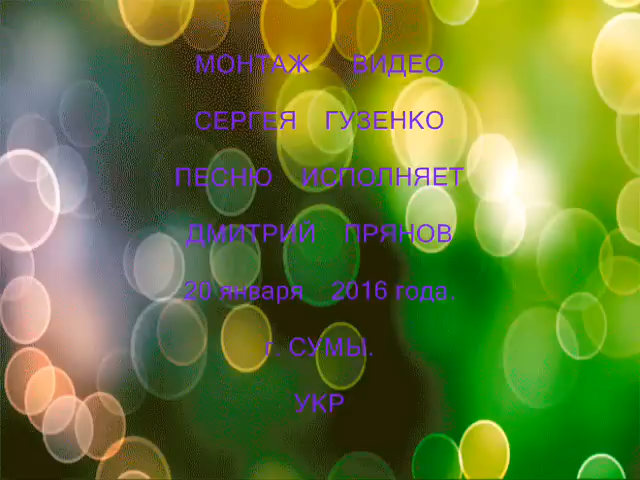 МОНТАЖ ВИДЕО
СЕРГЕЯ ГУЗЕНКО
ПЕСНЮ ИСПОЛНЯЕТ
ДМИТРИЙ ПРЯНОВ
20 января 2016 года.
г. СУМЫ.
УКР